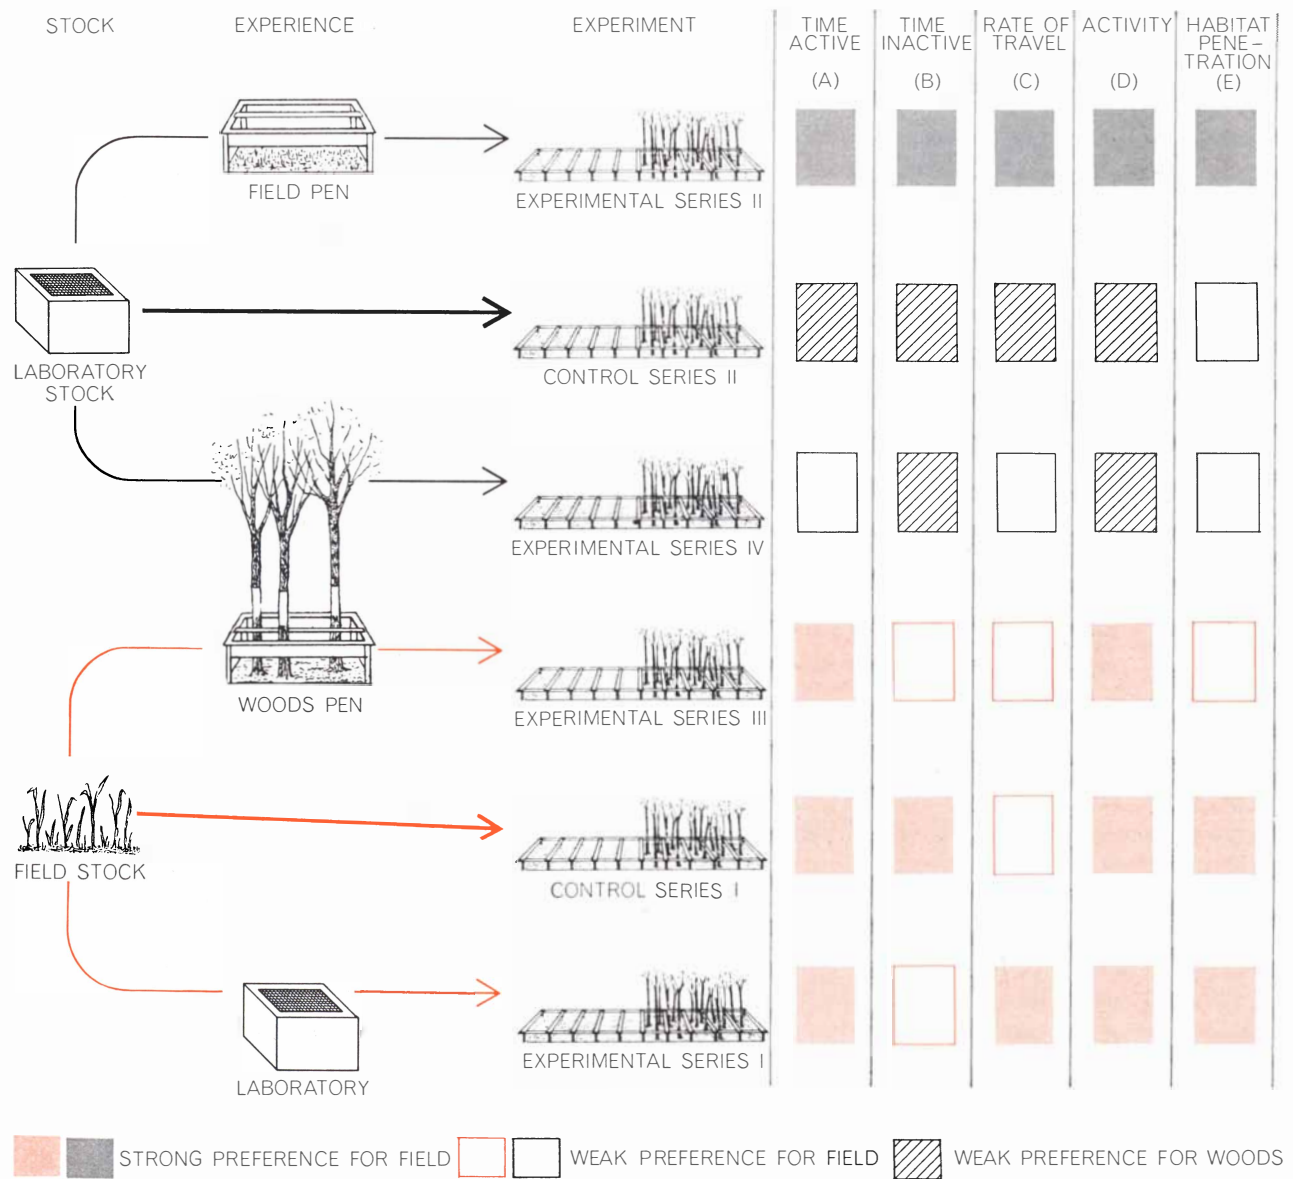 STOCK
EXPERIENCE
EXPERIMENT
TIME
ACTIVE
(A)
TIME
INACTIVE
(B)
RATE OF
TRAVEL
(C)
ACTIVITY
(D)
HABITAT
PENE-
TRATION
(E)
FIELD PEN
EXPERIMENTAL SERIES II
LABORATORY
STOCK
CONTROL SERIES II
EXPERIMENTAL SERIES IV
WOODS PEN
EXPERIMENTAL SERIES III
FIELD STOCK
CONTROL SERIES I
LABORATORY
EXPERIMENTAL SERIES I
STRONG PREFERENCE FOR FIELD
WEAK PREFERENCE FOR FIELD
WEAK PREFERENCE FOR WOODS